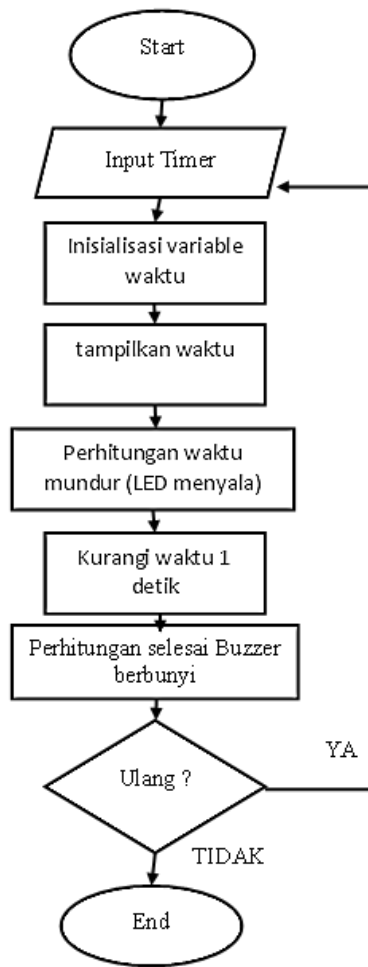 Start
Input Timer
Inisialisasi variable
waktu
tampilkan waktu
Perhitungan waktu
mundur (LED menyala)
Kurangi waktu 1
detik
Perhitungan selesai Buzzer
berbunyi
Ulang ?
YA
TIDAK
End